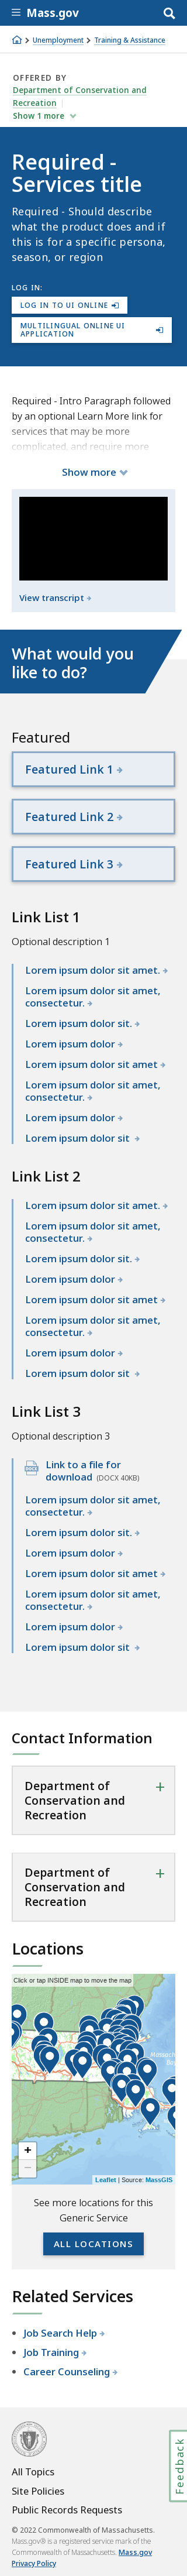 Mass.gov
Unemployment > Training & Assistance
OFFERED BY
Department of Conservation and
Recreation
Show 1 more
Required -
Services title
Required - Should describe
what the product does and if
this is for a specific persona,
season, or region
LOG IN:
LOG IN TO UI ONLINE
MULTILINGUAL ONLINE UI
APPLICATION
Required - Intro Paragraph followed
by an optional Learn More link for
services that may be more
complicated, and require more
Show more
View transcript
What would you
like to do?
Featured
Featured Link 1
Featured Link 2
Featured Link 3
Link List 1
Optional description 1
Lorem ipsum dolor sit amet.
Lorem ipsum dolor sit amet,
consectetur.
Lorem ipsum dolor sit.
Lorem ipsum dolor
Lorem ipsum dolor sit amet
Lorem ipsum dolor sit amet,
consectetur.
Lorem ipsum dolor
Lorem ipsum dolor sit
Link List 2
Lorem ipsum dolor sit amet.
Lorem ipsum dolor sit amet,
consectetur.
Lorem ipsum dolor sit.
Lorem ipsum dolor
Lorem ipsum dolor sit amet
Lorem ipsum dolor sit amet,
consectetur.
Lorem ipsum dolor
Lorem ipsum dolor sit
Link List 3
Optional description 3
DOCX
Link to a file for
download (DOCX 40KB)
Lorem ipsum dolor sit amet,
consectetur.
Lorem ipsum dolor sit.
Lorem ipsum dolor
Lorem ipsum dolor sit amet
Lorem ipsum dolor sit amet,
consectetur.
Lorem ipsum dolor
Lorem ipsum dolor sit
Contact Information
Department of
Conservation and
Recreation
+
Department of
Conservation and
Recreation
+
Locations
Click or tap INSIDE map to move the map
+
−
Leaflet | Source: MassGIS
See more locations for this
Generic Service
ALL LOCATIONS
Related Services
Job Search Help
Job Training
Career Counseling
Feedback
All Topics
Site Policies
Public Records Requests
© 2022 Commonwealth of Massachusetts.
Mass.gov® is a registered service mark of the
Commonwealth of Massachusetts. Mass.gov
Privacy Policy